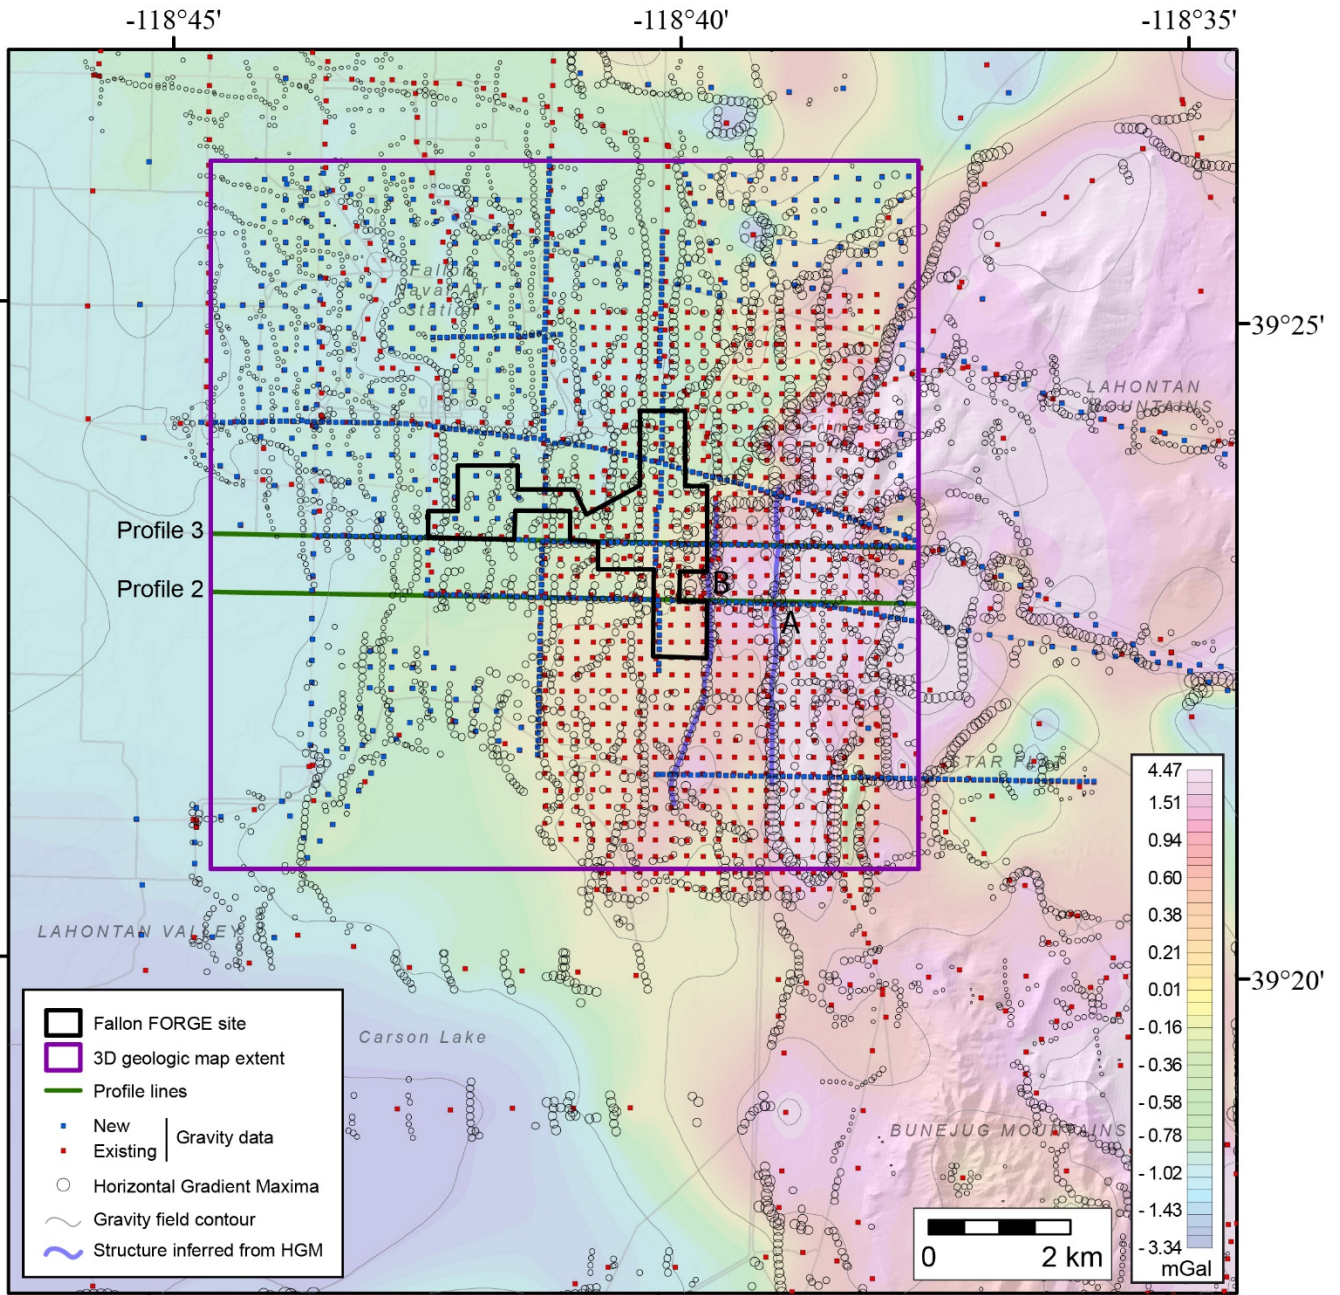 -118°45'
-118°40'
-118°35'
Fallon
Naval Air
Station
39°25'
LAHONTAN
MOUNTAINS
Profile 3
Profile 2
B
A
4.47
1.51
0.94
0.60
0.38
0.21
0.01
- 0.16
- 0.36
- 0.58
- 0.78
- 1.02
- 1.43
- 3.34
mGal
LAHONTAN VALLEY
39°20'
Carson Lake
BUNEJUG MOUNTAINS
Fallon FORGE site
3D geologic map extent
Profile lines
New
Existing
Gravity data
Horizontal Gradient Maxima
Gravity field contour
Structure inferred from HGM
0 2 km